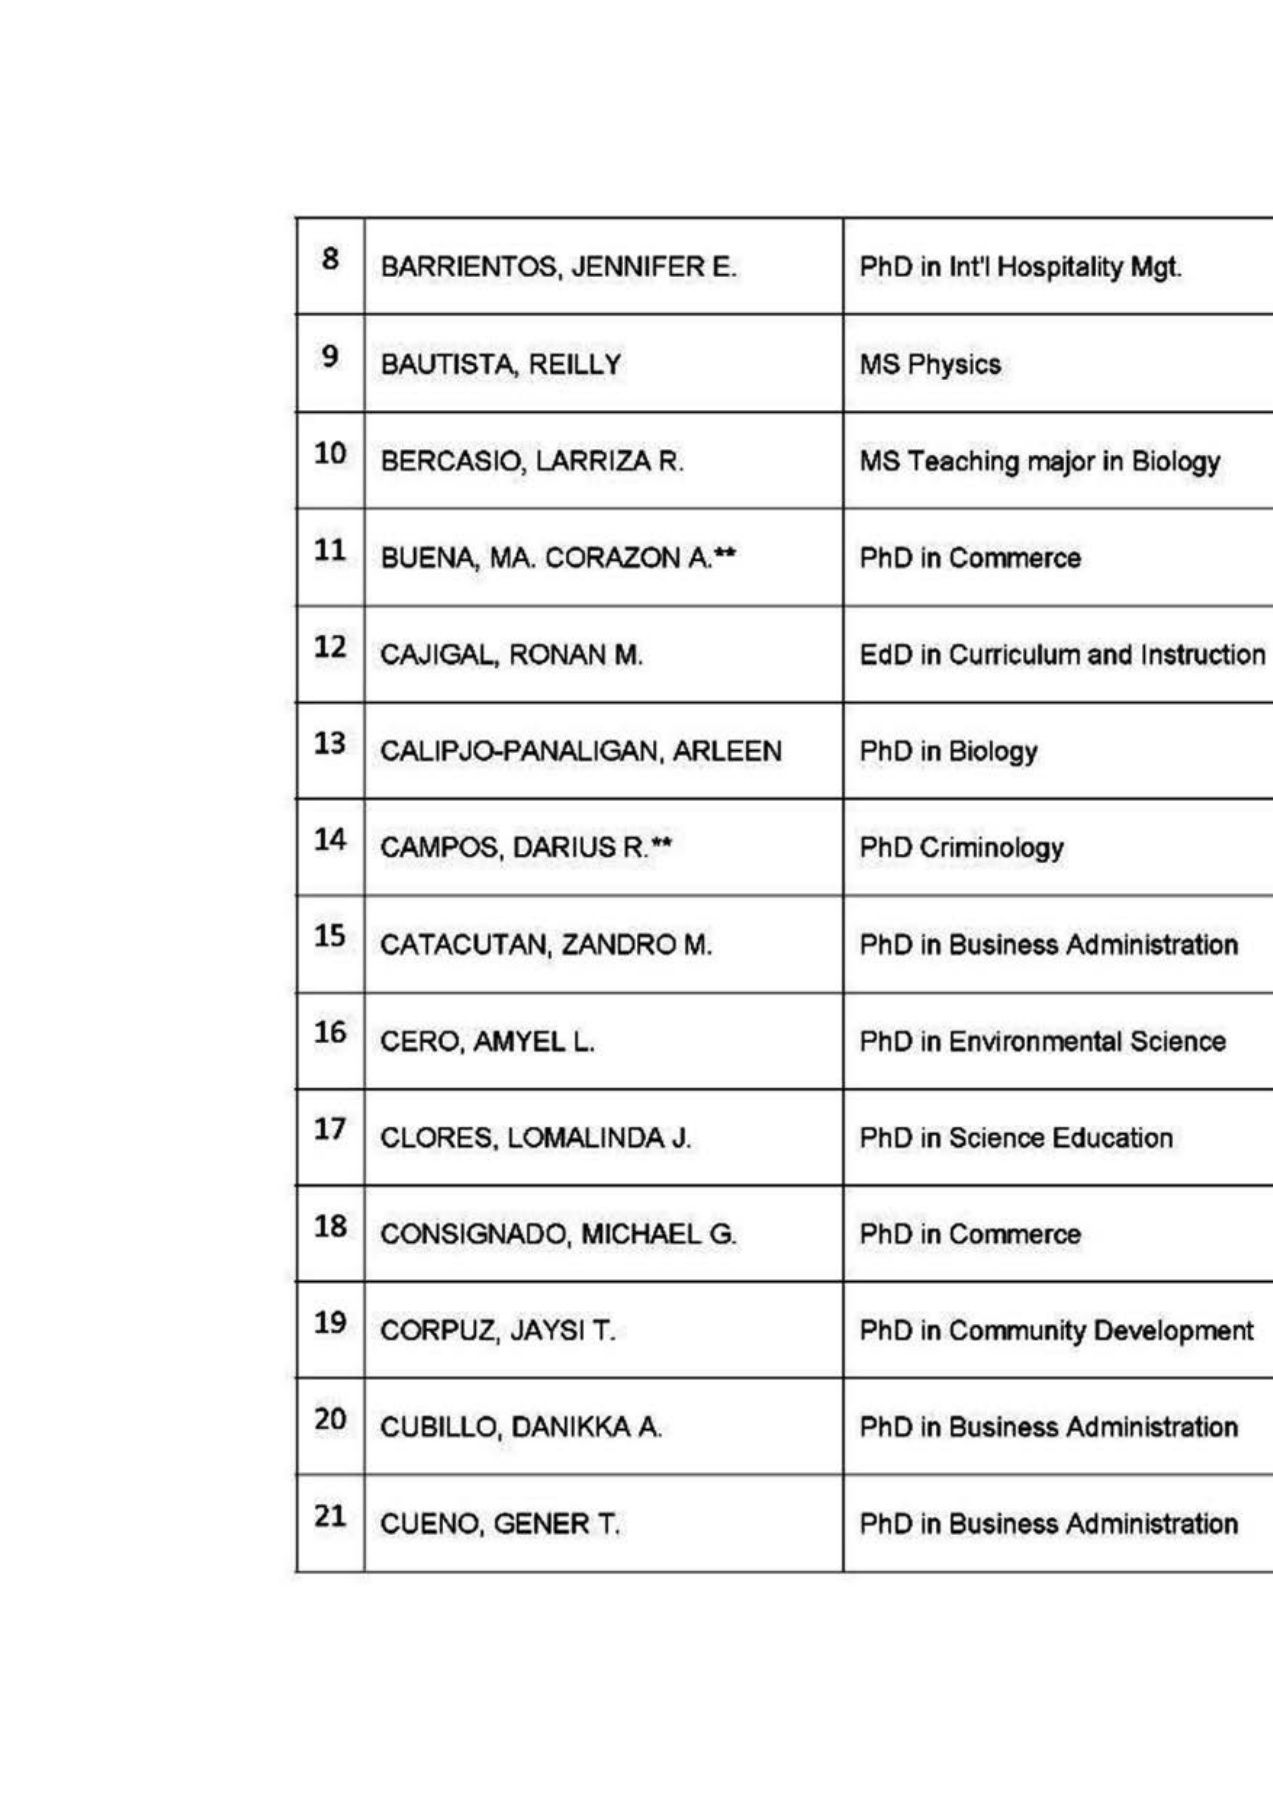 8 BARRIENTOS, JENNIFER E. PhD in Int'l Hospitality Mgt.
9 BAUTISTA, REILLY MS Physics
10 BERCASIO, LARRIZA R. MS Teaching major in Biology
11 BUENA, MA. CORAZON A.** PhD in Commerce
12 CAJIGAL, RONAN M. EdD in Curriculum and Instruction
13 CALIPJO-PANALIGAN, ARLEEN PhD in Biology
14 CAMPOS, DARIUS R.** PhD Criminology
15 CATACUTAN, ZANDRO M. PhD in Business Administration
16 CERO, AMYEL L. PhD in Environmental Science
17 CLORES, LOMALINDA J. PhD in Science Education
18 CONSIGNADO, MICHAEL G. PhD in Commerce
19 CORPUZ, JAYSI T. PhD in Community Development
20 CUBILLO, DANIKKA A. PhD in Business Administration
21 CUENO, GENER T. PhD in Business Administration